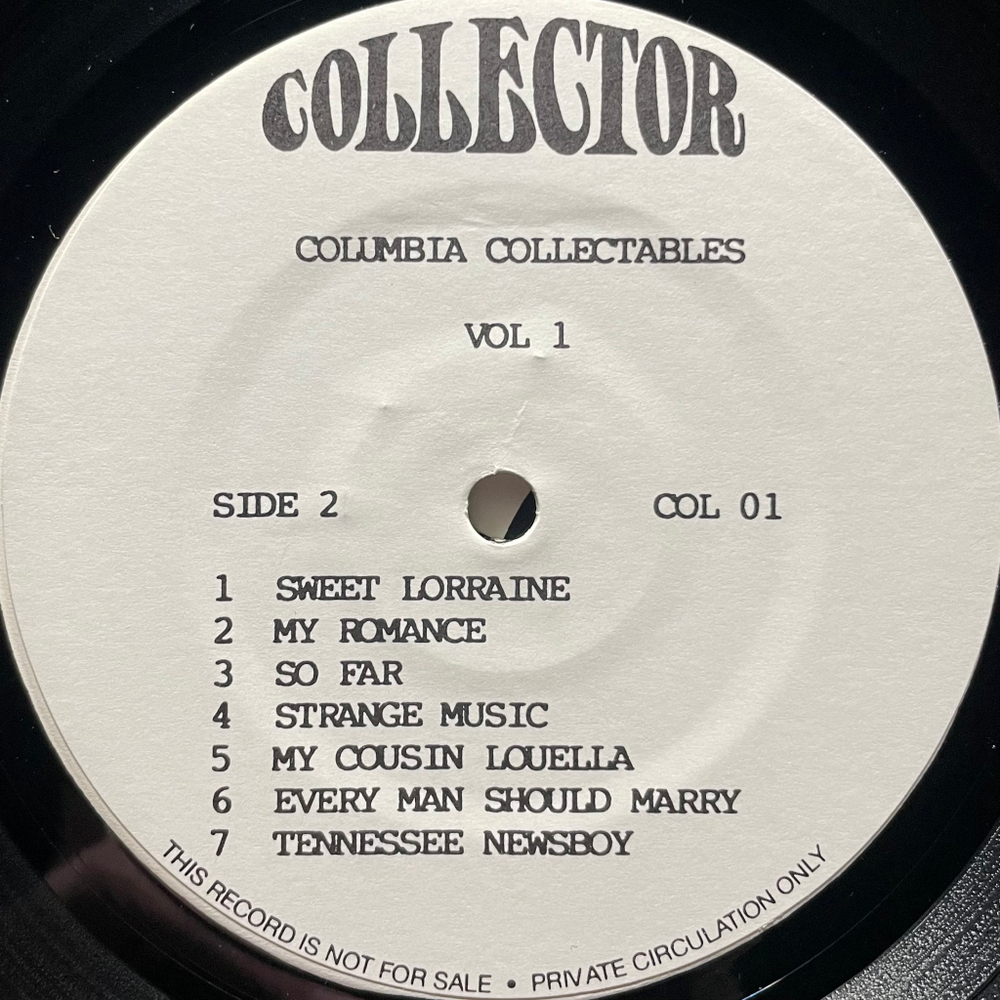 COLLECTOR
COLUMBIA COLLECTABLES
VOL 1
SIDE 2 COL 01
1 SWEET LORRAINE
2 MY ROMANCE
3 SO FAR
4 STRANGE MUSIC
5 MY COUSIN LOUELLA
6 EVERY MAN SHOULD MARRY
7 TENNESSEE NEWSBOY
THIS RECORD IS NOT FOR SALE • PRIVATE CIRCULATION ONLY